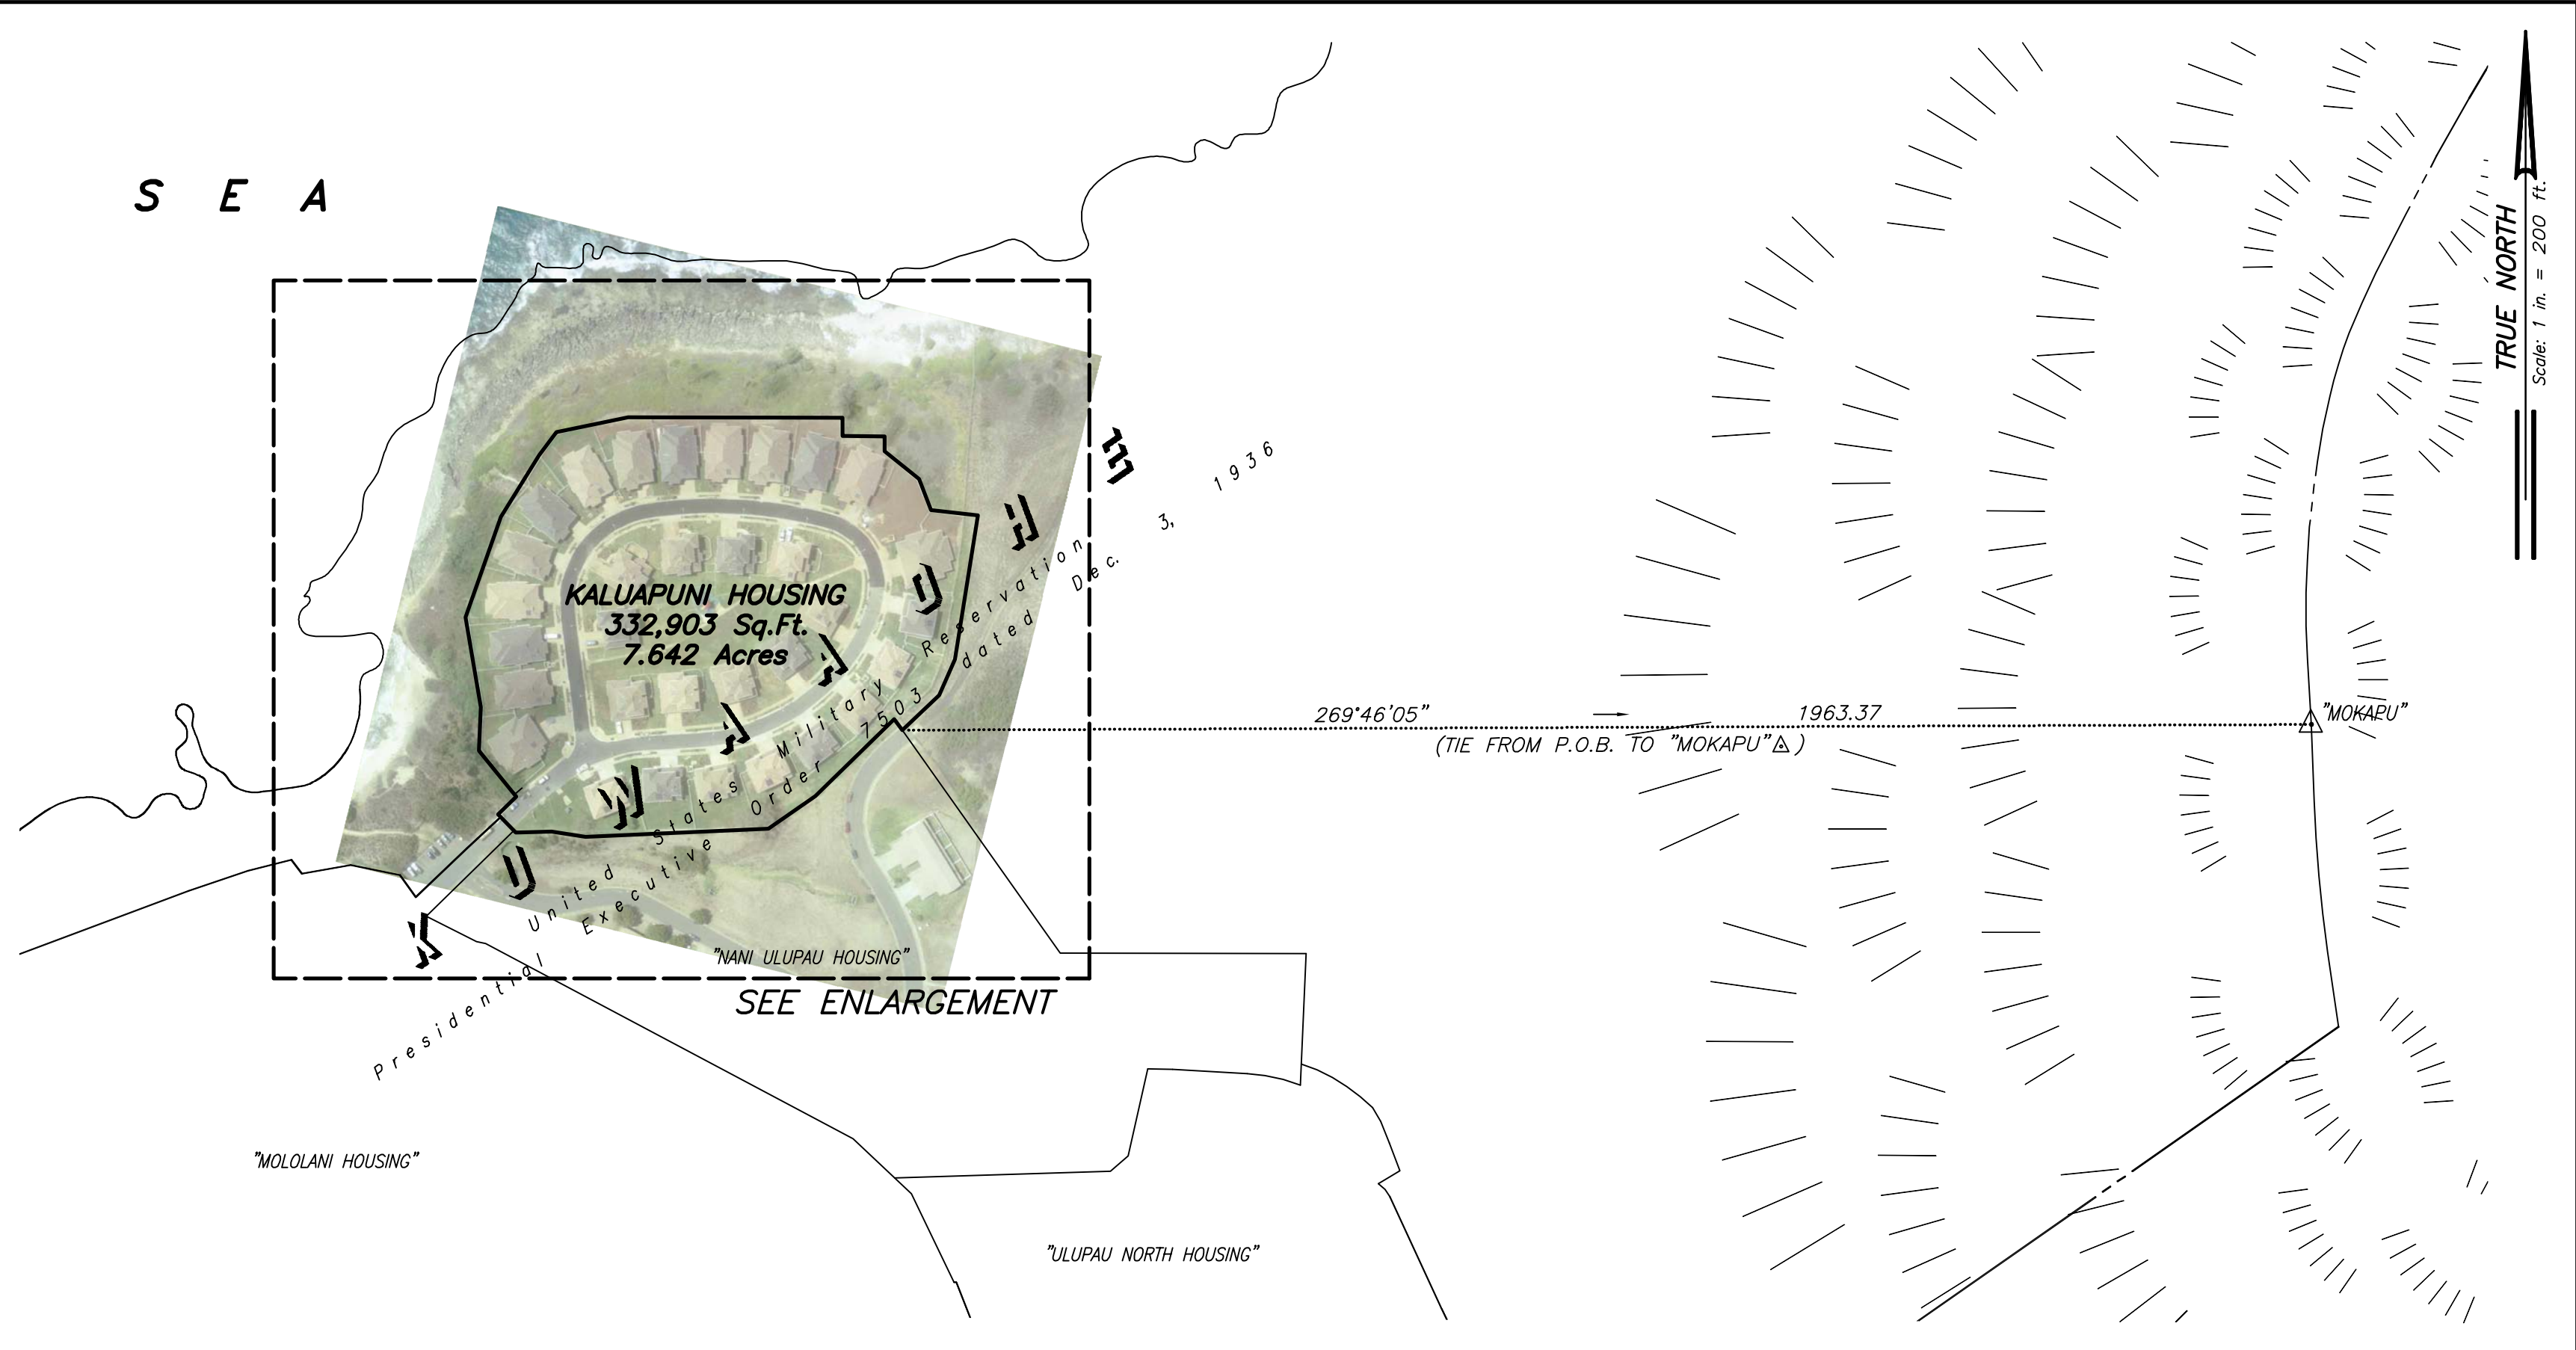 S E A
TRUE NORTH
Scale: 1 in. = 200 ft.
KALUAPUNI HOUSING
332,903 Sq.Ft.
7.642 Acres
K U W A A O H E
United States Military Reservation
Presidential Executive Order 7503 dated Dec. 3, 1936
269°46'05" 1963.37
"MOKAPU"
(TIE FROM P.O.B. TO "MOKAPU" )
"NANI ULUPAU HOUSING"
SEE ENLARGEMENT
"MOLOLANI HOUSING"
"ULUPAU NORTH HOUSING"